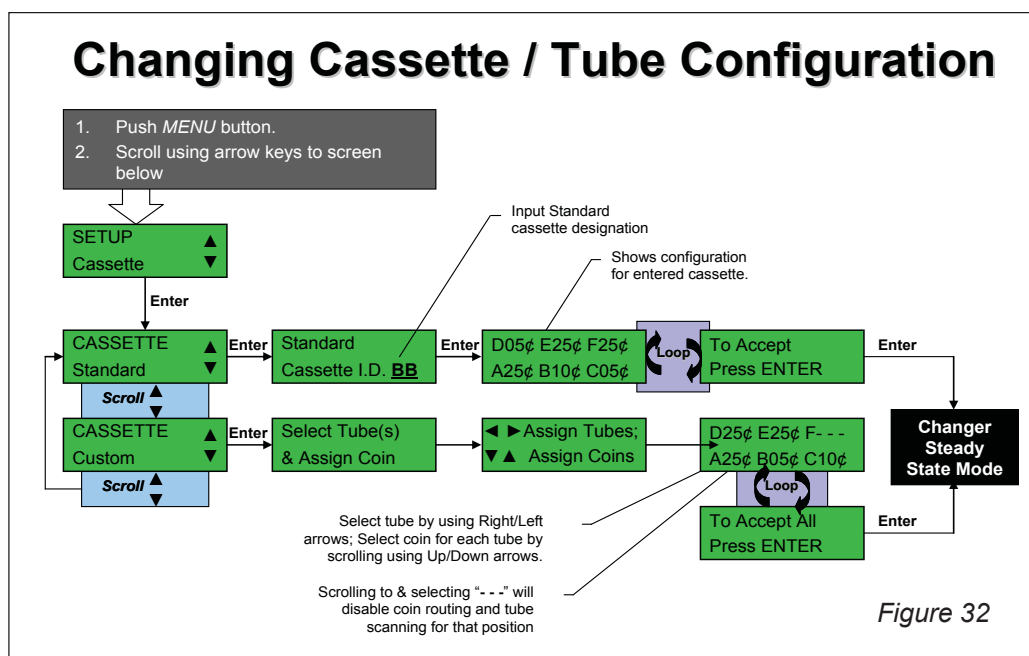 Changing Cassette / Tube Configuration
1. Push MENU button.
2. Scroll using arrow keys to screen
below
Input Standard
cassette designation
SETUP ▲
Cassette ▼
Shows configuration
for entered cassette.
Enter
CASSETTE ▲
Standard ▼
Enter
Standard
Cassette I.D. BB
Enter
D05¢ E25¢ F25¢
A25¢ B10¢ C05¢
Loop
To Accept
Press ENTER
Enter
Scroll ▲
▼
CASSETTE ▲
Custom ▼
Enter
Select Tube(s)
& Assign Coin
◄ ►Assign Tubes;
▼▲ Assign Coins
D25¢ E25¢ F- - -
A25¢ B05¢ C10¢
Changer
Steady
State Mode
Scroll ▲
▼
Loop
To Accept All
Press ENTER
Enter
Select tube by using Right/Left
arrows; Select coin for each tube by
scrolling using Up/Down arrows.
Scrolling to & selecting “- - -” will
disable coin routing and tube
scanning for that position
Figure 32